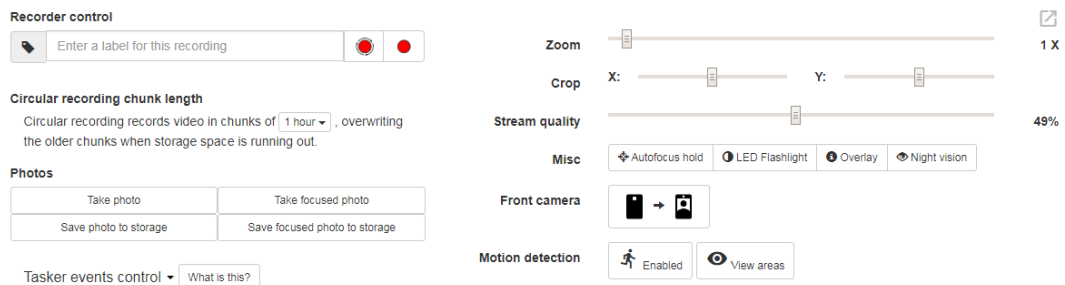 Recorder control
Enter a label for this recording
Circular recording chunk length
Circular recording records video in chunks of 1 hour , overwriting
the older chunks when storage space is running out.
Photos
Take photo
Take focused photo
Save photo to storage
Save focused photo to storage
Tasker events control
What is this?
Zoom
1 X
Crop
X:
Y:
Stream quality
49%
Misc
Autofocus hold
LED Flashlight
Overlay
Night vision
Front camera
Motion detection
Enabled
View areas